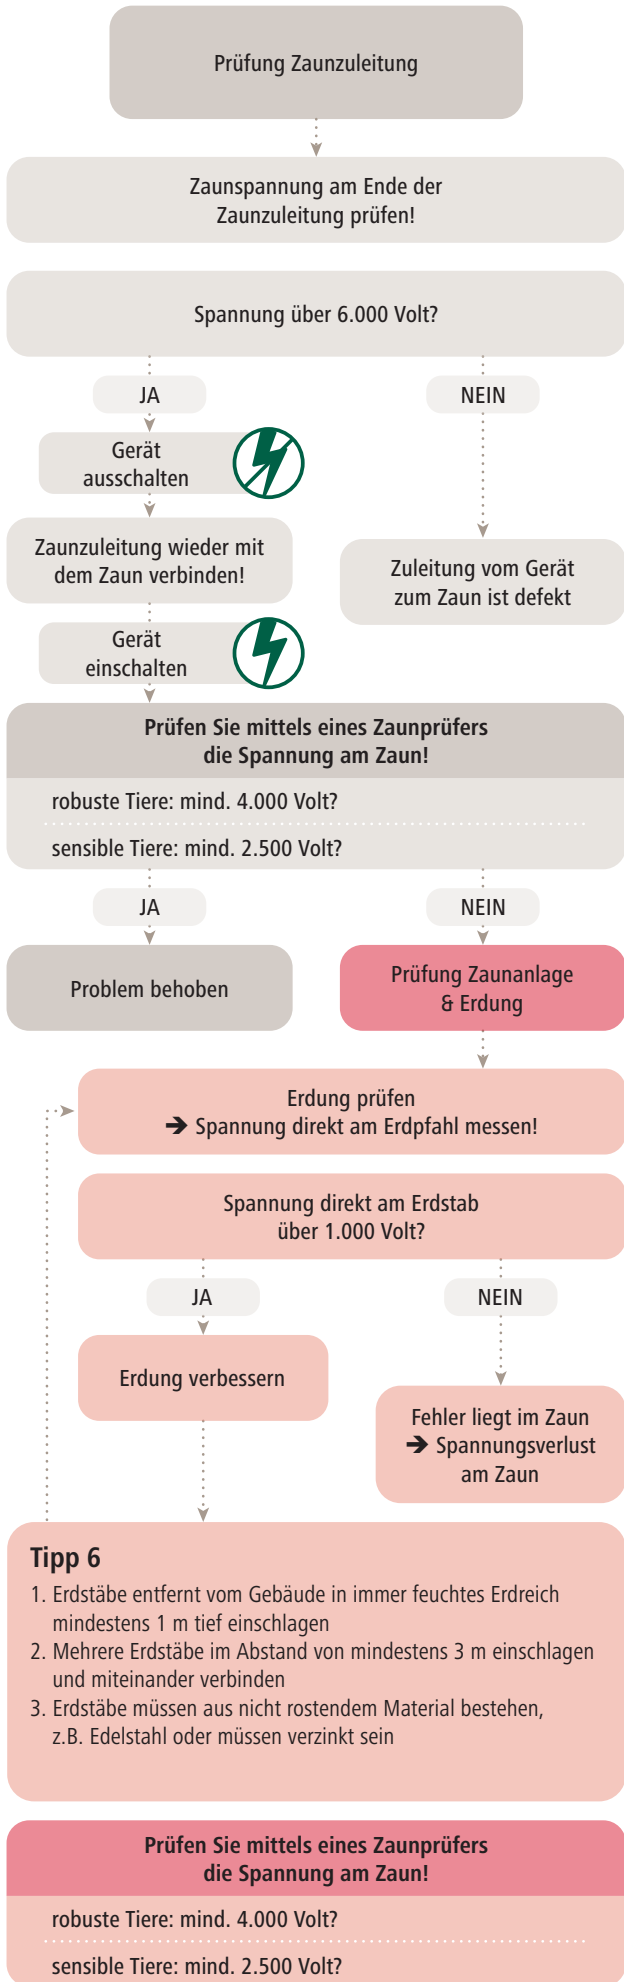 Prüfung Zaunzuleitung
Zaunspannung am Ende der
Zaunzuleitung prüfen!
Spannung über 6.000 Volt?
JA
NEIN
Gerät
ausschalten
Zaunzuleitung wieder mit
dem Zaun verbinden!
Zuleitung vom Gerät
zum Zaun ist defekt
Gerät
einschalten
Prüfen Sie mittels eines Zaunprüfers
die Spannung am Zaun!
robuste Tiere: mind. 4.000 Volt?
sensible Tiere: mind. 2.500 Volt?
JA
NEIN
Problem behoben
Prüfung Zaunanlage
& Erdung
Erdung prüfen
➔ Spannung direkt am Erdpfahl messen!
Spannung direkt am Erdstab
über 1.000 Volt?
JA
NEIN
Erdung verbessern
Fehler liegt im Zaun
➔ Spannungsverlust
am Zaun
Tipp 6
1. Erdstäbe entfernt vom Gebäude in immer feuchtes Erdreich
mindestens 1 m tief einschlagen
2. Mehrere Erdstäbe im Abstand von mindestens 3 m einschlagen
und miteinander verbinden
3. Erdstäbe müssen aus nicht rostendem Material bestehen,
z.B. Edelstahl oder müssen verzinkt sein
Prüfen Sie mittels eines Zaunprüfers
die Spannung am Zaun!
robuste Tiere: mind. 4.000 Volt?
sensible Tiere: mind. 2.500 Volt?